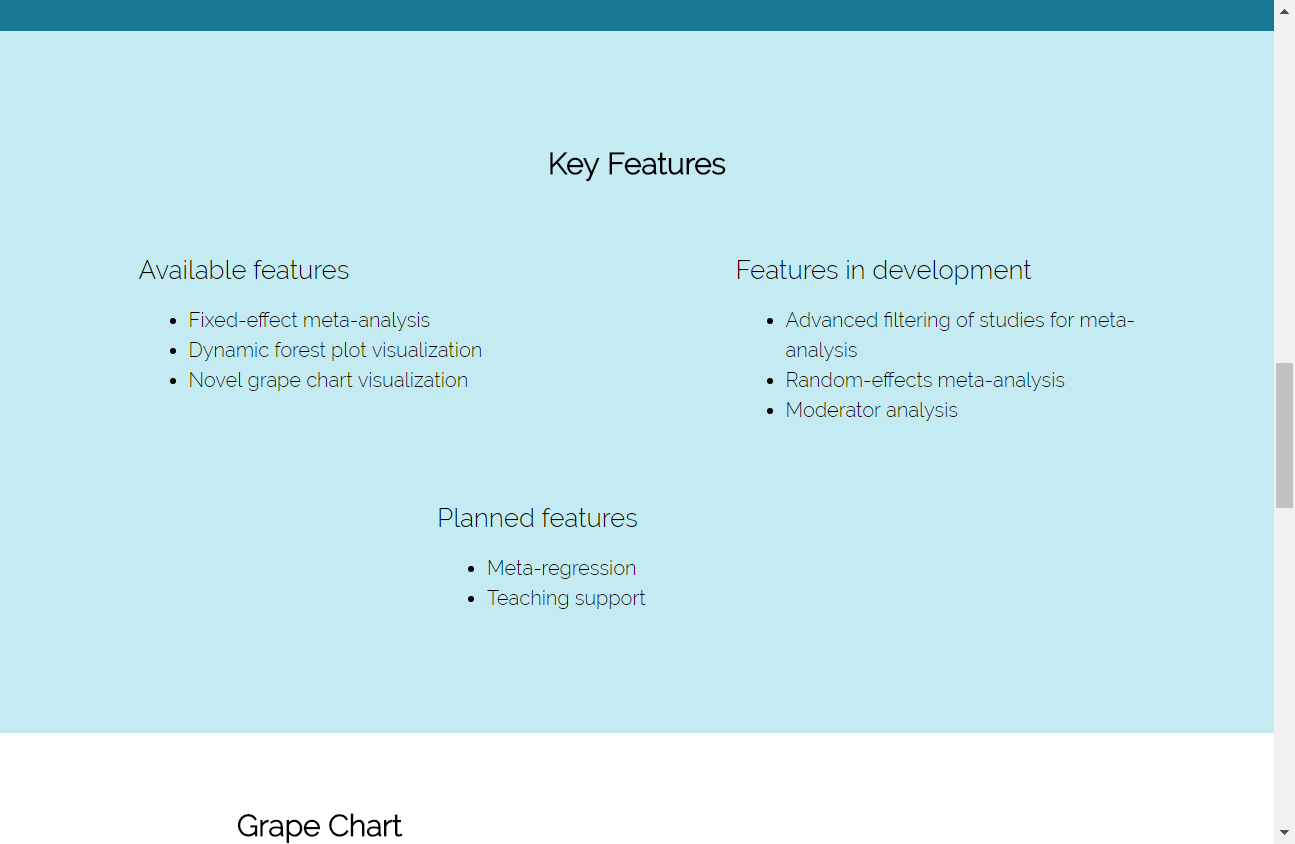 Key Features
Available features
Fixed-effect meta-analysis
Dynamic forest plot visualization
Novel grape chart visualization
Features in development
Advanced filtering of studies for meta-
analysis
Random-effects meta-analysis
Moderator analysis
Planned features
Meta-regression
Teaching support
Grape Chart